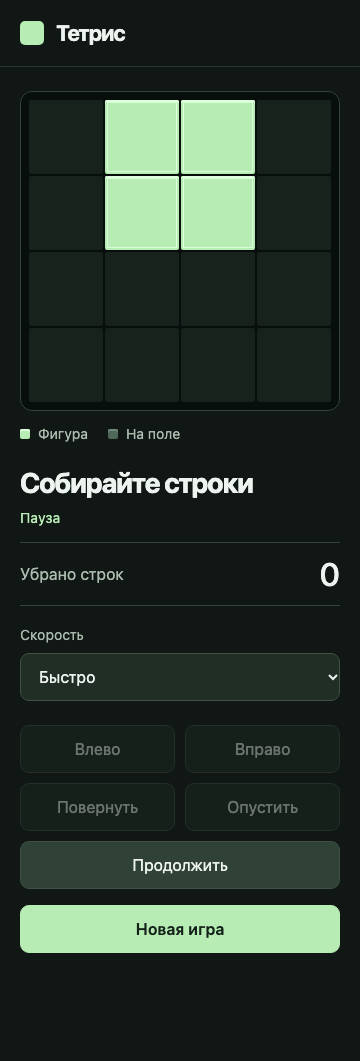 Тетрис
Фигура
На поле
Собирайте строки
Пауза
Убрано строк
0
Скорость
Быстро
Влево
Вправо
Повернуть
Опустить
Продолжить
Новая игра